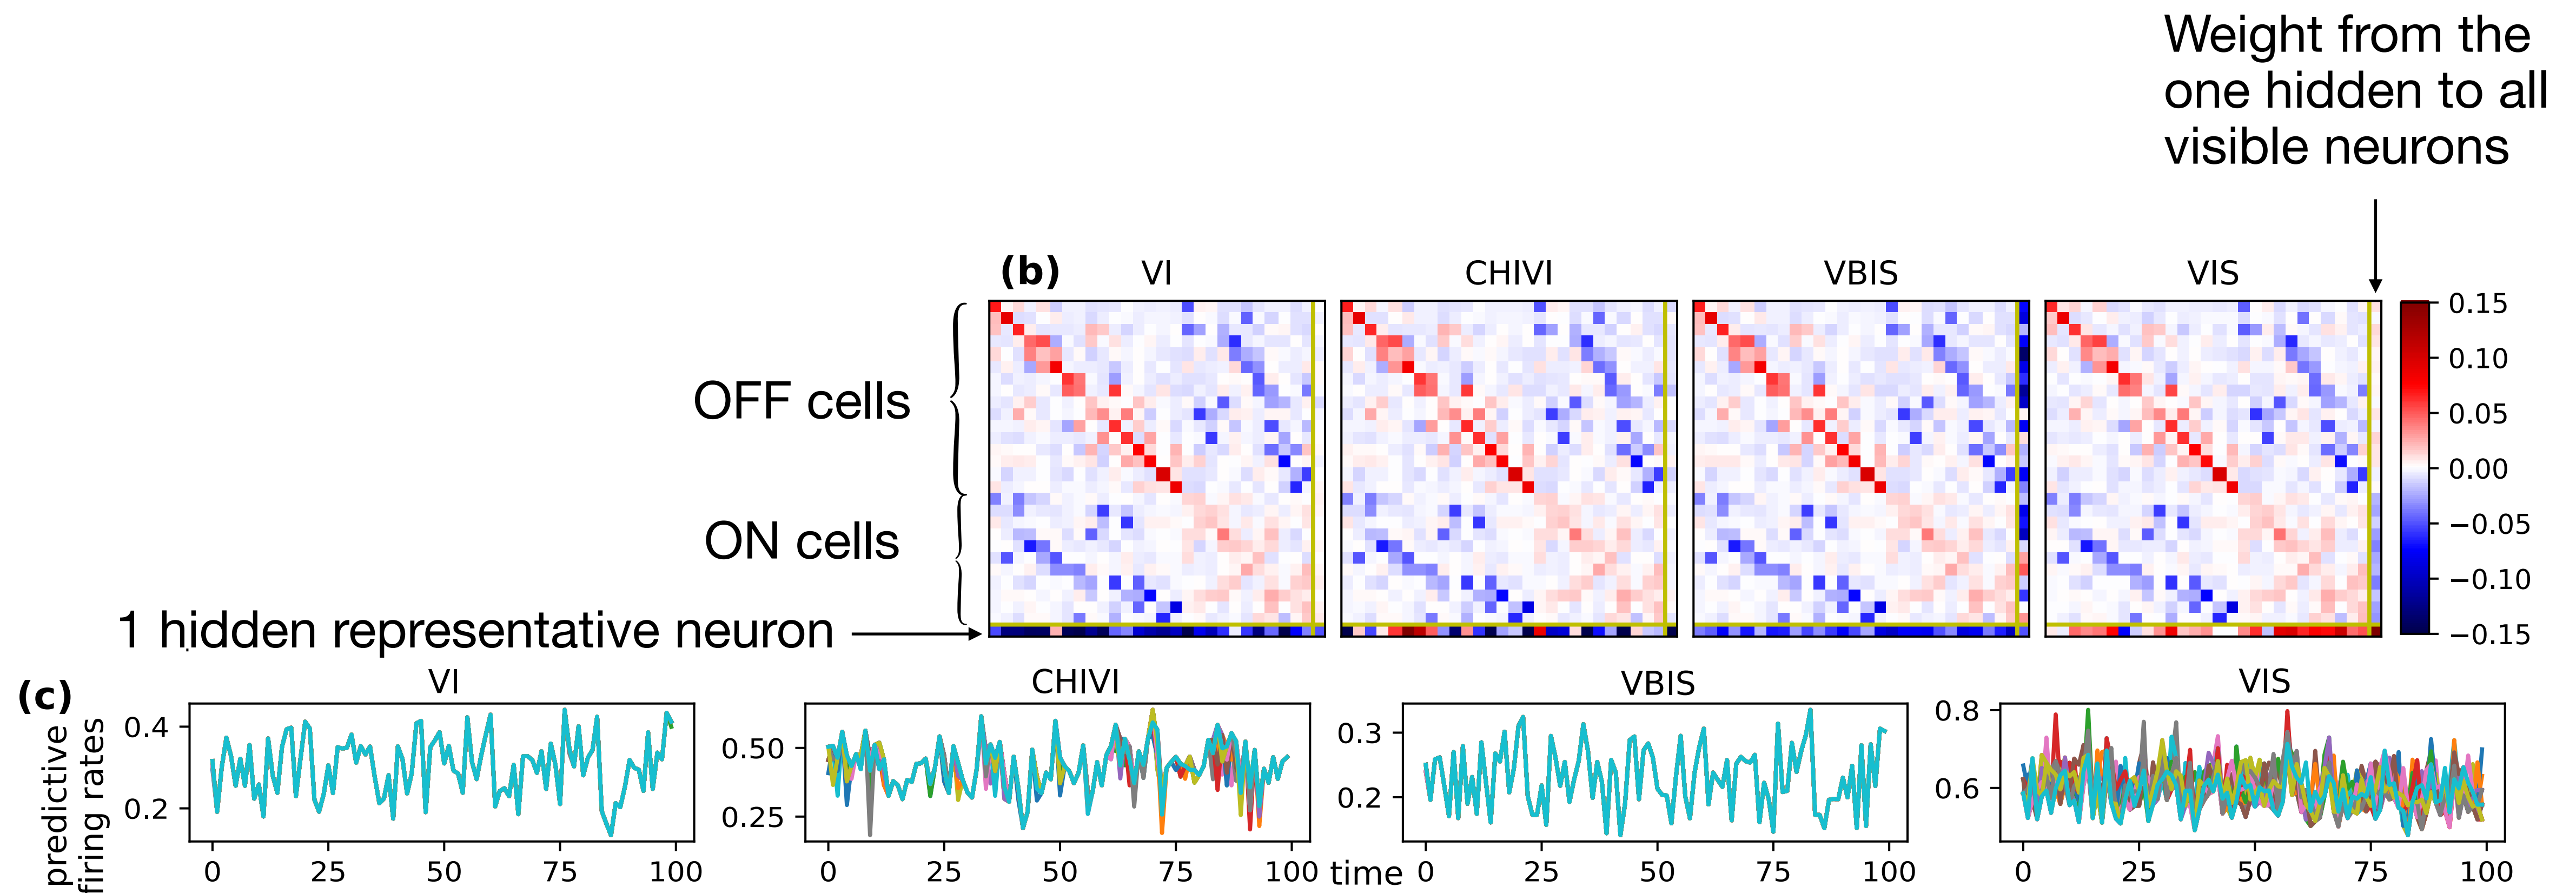 Weight from the
one hidden to all
visible neurons
(b)
VI
CHIVI
VBIS
VIS
OFF cells
ON cells
1 hidden representative neuron
0.15
0.10
0.05
0.00
−0.05
−0.10
−0.15
(c)
predictive
firing rates
VI
0.4
0.2
0 25 50 75 100
CHIVI
0.50
0.25
0 25 50 75 100
time
VBIS
0.3
0.2
0 25 50 75 100
VIS
0.8
0.6
0 25 50 75 100